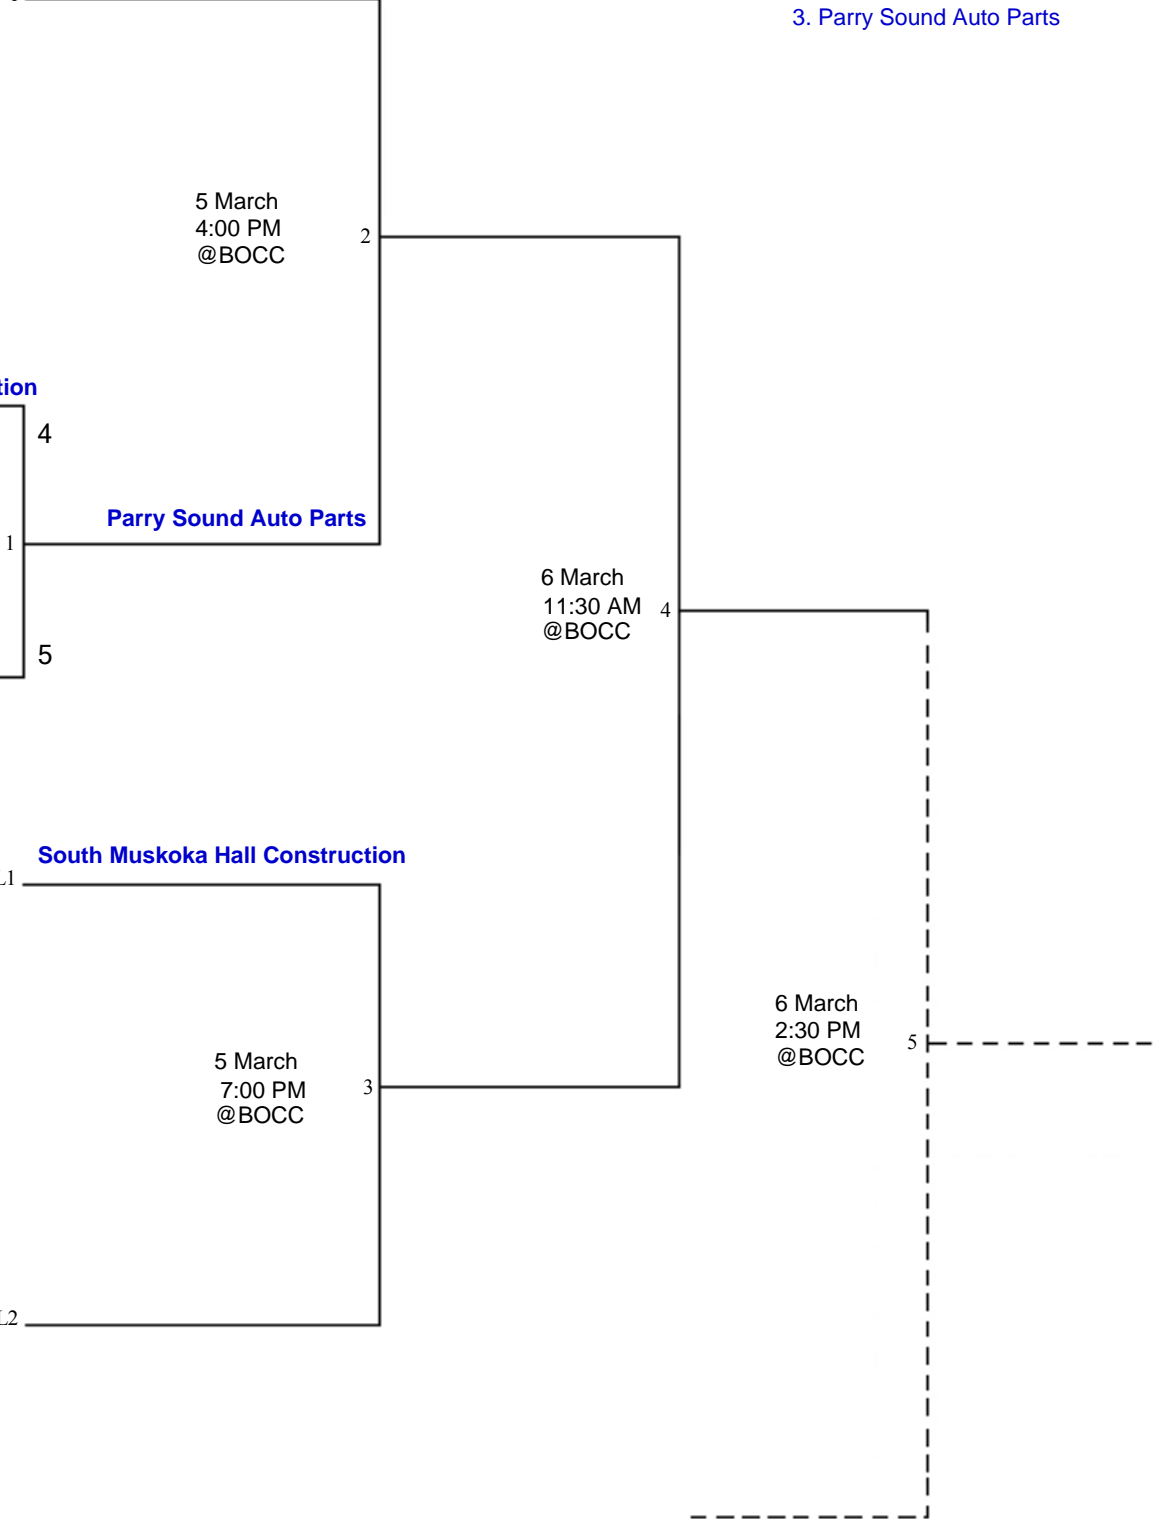 3. Parry Sound Auto Parts
5 March
4:00 PM
@BOCC
2
4
1
Parry Sound Auto Parts
5
6 March
11:30 AM
@BOCC
4
South Muskoka Hall Construction
L1
5 March
7:00 PM
@BOCC
3
6 March
2:30 PM
@BOCC
5
L2